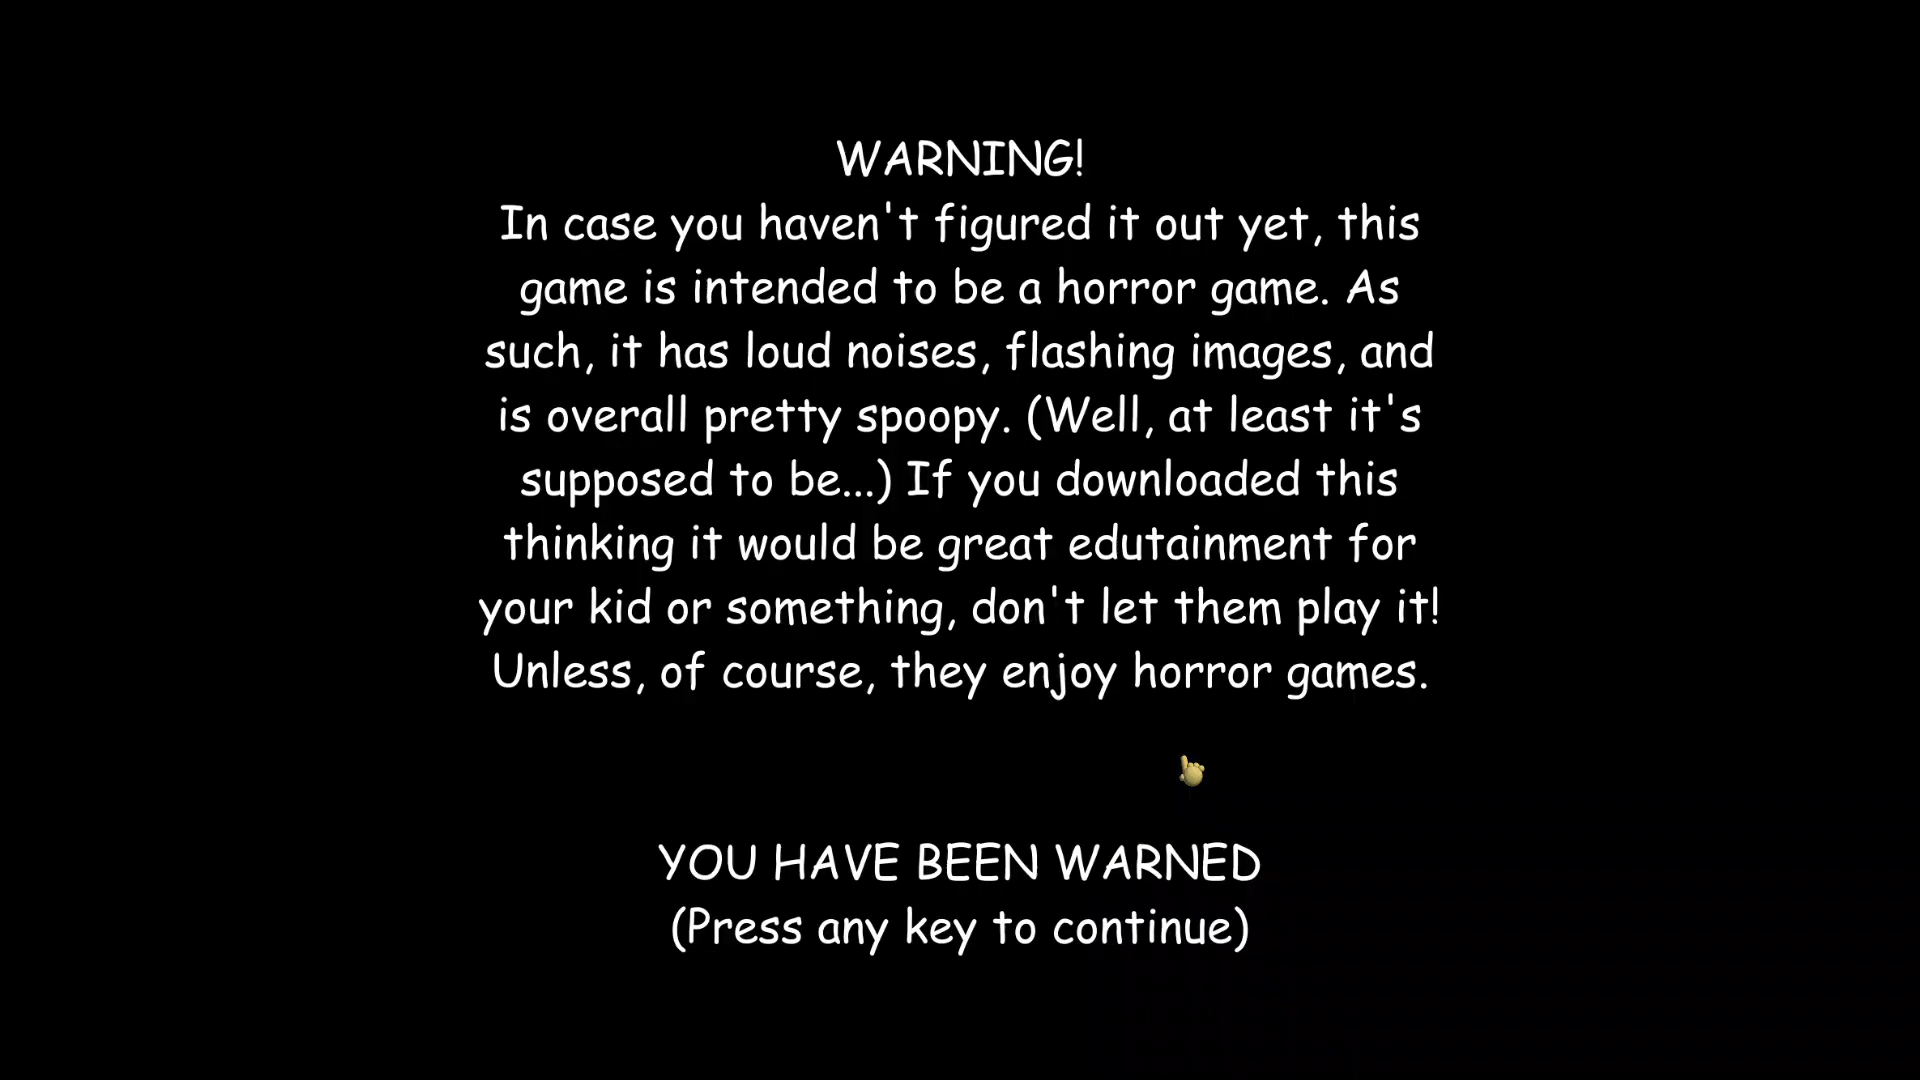 WARNING!
In case you haven't figured it out yet, this
game is intended to be a horror game. As
such, it has loud noises, flashing images, and
is overall pretty spoopy. (Well, at least it's
supposed to be...) If you downloaded this
thinking it would be great edutainment for
your kid or something, don't let them play it!
Unless, of course, they enjoy horror games.
YOU HAVE BEEN WARNED
(Press any key to continue)